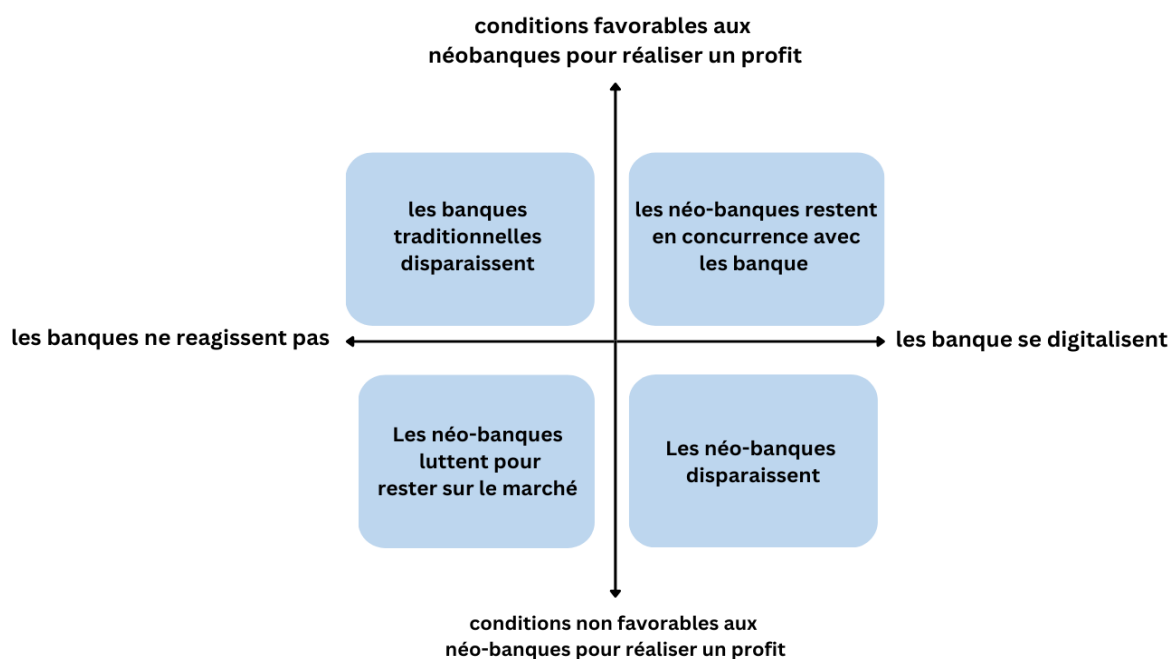 conditions favorables aux
néobanques pour réaliser un profit
les banques
traditionnelles
disparaissent
les néo-banques restent
en concurrence avec
les banque
les banques ne reagissent pas
les banque se digitalisent
Les néo-banques
luttent pour
rester sur le marché
Les néo-banques
disparaissent
conditions non favorables aux
néo-banques pour réaliser un profit